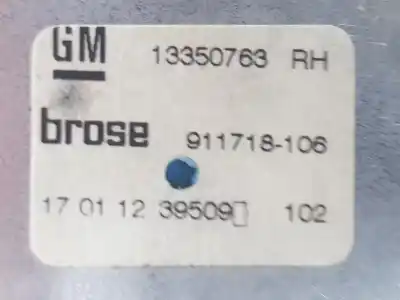 GM 13350763 RH
brose 911718-106
17 01 12 39509▯ 102